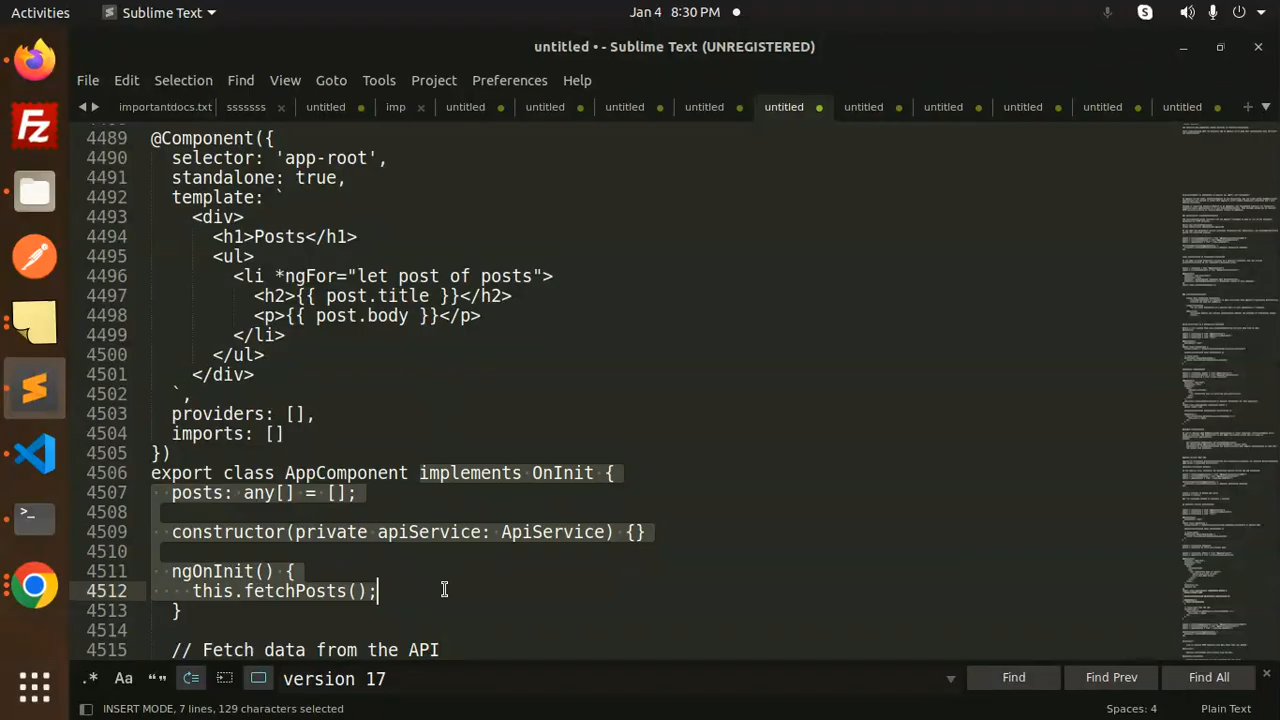 Activities Sublime Text Jan 4 8:30 PM
untitled • - Sublime Text (UNREGISTERED)
File Edit Selection Find View Goto Tools Project Preferences Help
importantdocs.txt sssssss untitled imp untitled untitled untitled untitled untitled untitled untitled untitled untitled untitled
4489 @Component({
4490 selector: 'app-root',
4491 standalone: true,
4492 template: `
4493 <div>
4494 <h1>Posts</h1>
4495 <ul>
4496 <li *ngFor="let post of posts">
4497 <h2>{{ post.title }}</h2>
4498 <p>{{ post.body }}</p>
4499 </li>
4500 </ul>
4501 </div>
4502 `,
4503 providers: [],
4504 imports: []
4505 })
4506 export class AppComponent implements OnInit {
4507 posts: any[] = [];
4508
4509 constructor(private apiService: ApiService) {}
4510
4511 ngOnInit() {
4512 this.fetchPosts();
4513 }
4514
4515 // Fetch data from the API
.* Aa “” version 17 Find Find Prev Find All
INSERT MODE, 7 lines, 129 characters selected Spaces: 4 Plain Text